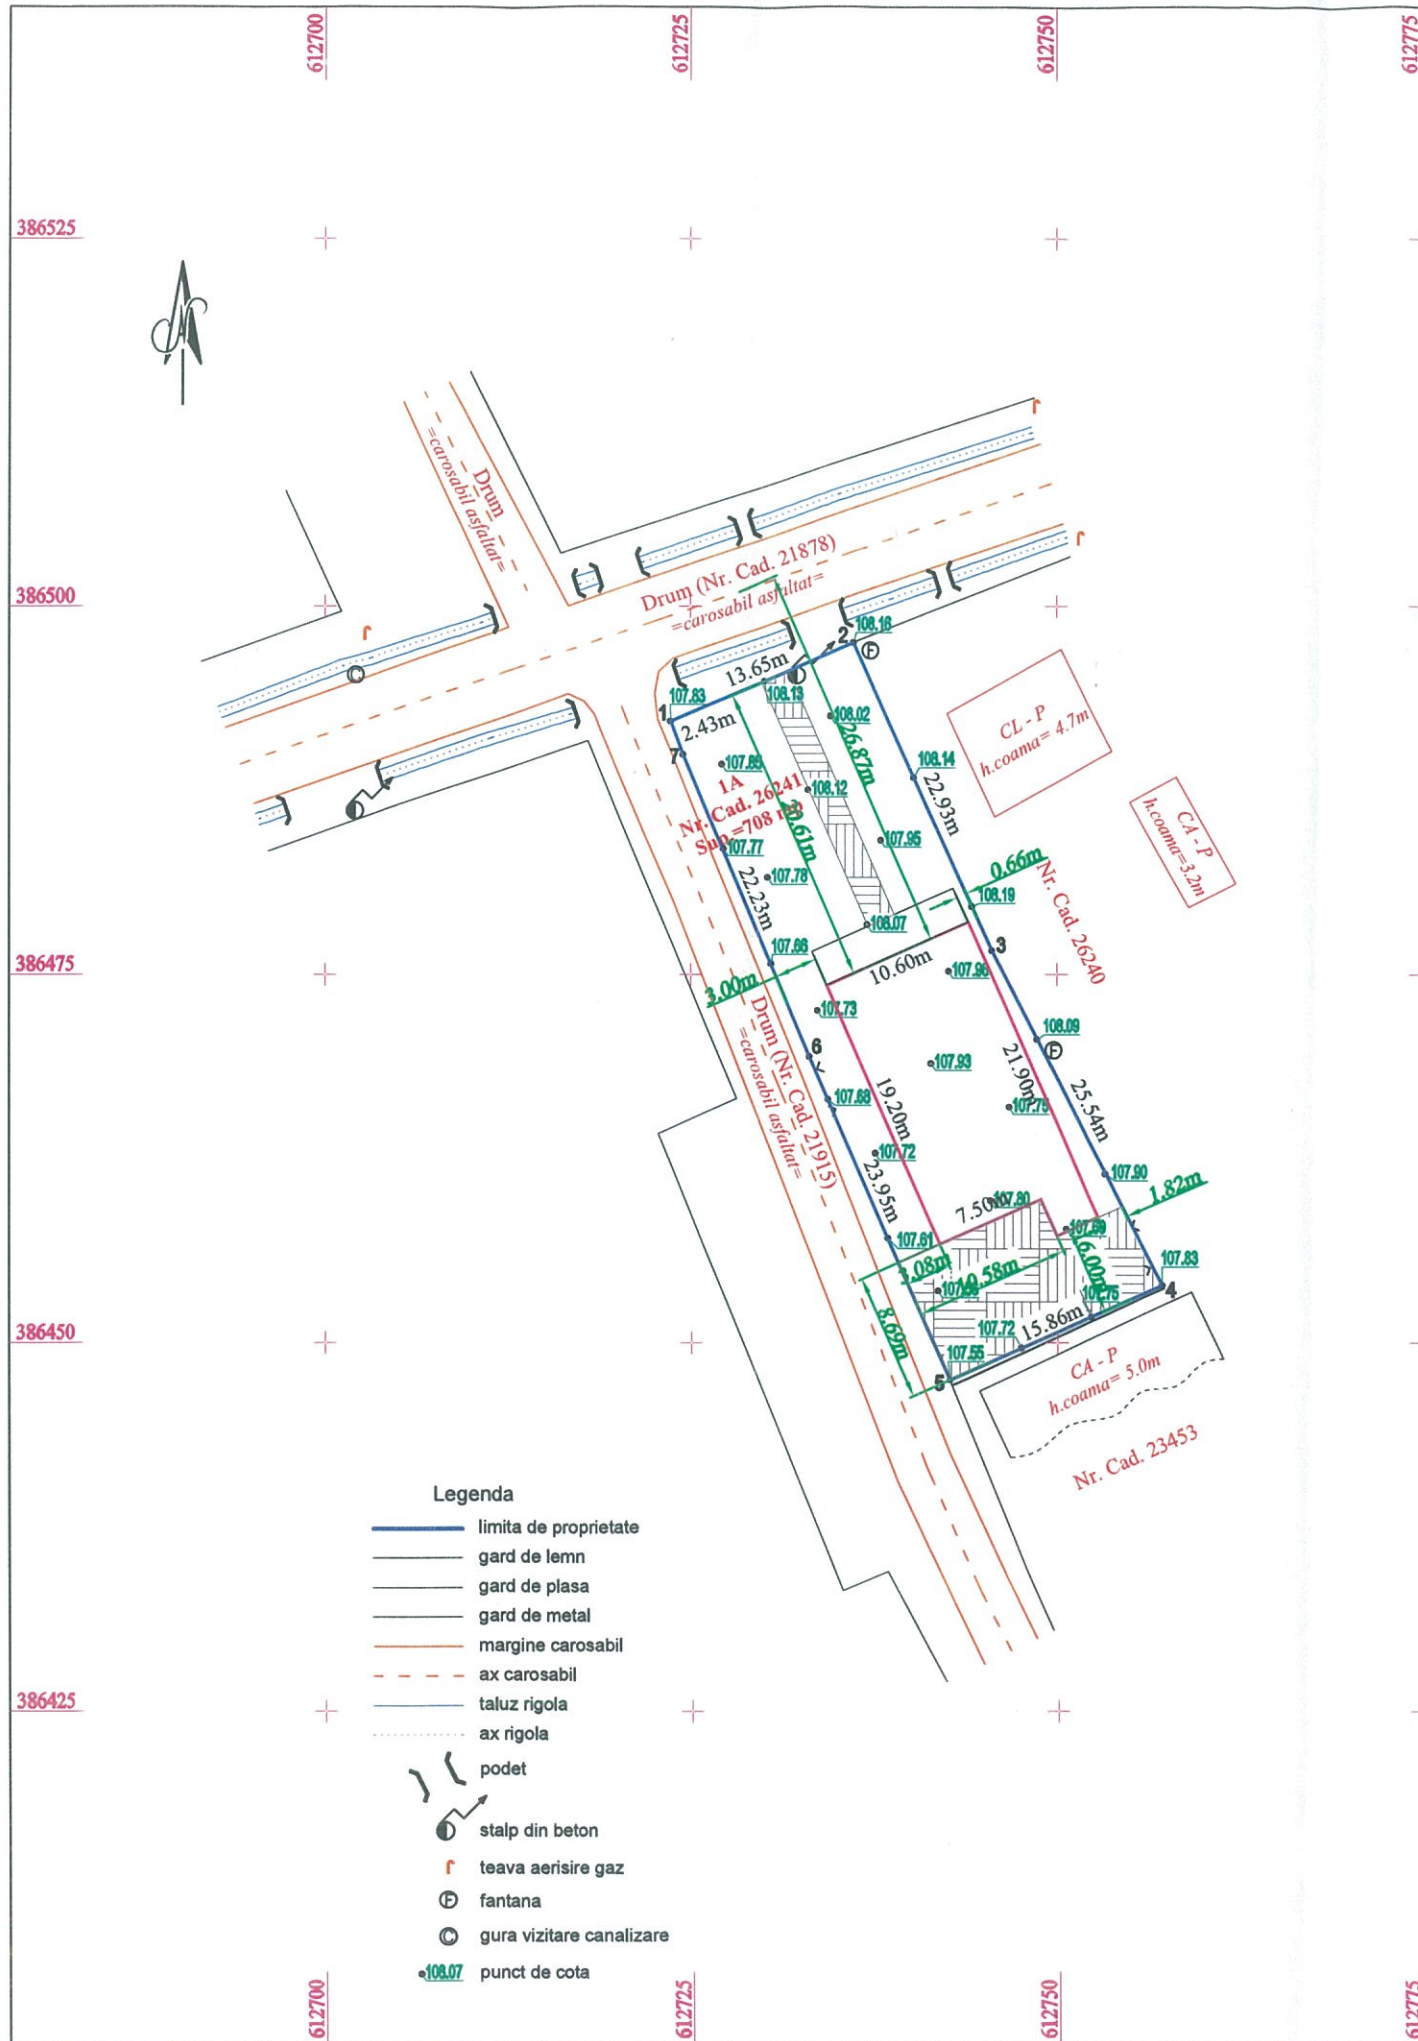 612700
612725
612750
612775
386525
Drum
=carosabil asfaltat=
Drum (Nr. Cad. 21878)
=carosabil asfaltat=
386500
2
108.16
F
13.65m
108.13
107.83
1
2.43m
108.02
7
26.87m
CL - P
h.coama= 4.7m
107.85
1A
Nr. Cad. 26241
108.12
108.14
22.93m
CA - P
h.coama=3.2m
107.77
107.95
107.78
22.23m
0.66m
108.19
Nr. Cad. 26240
108.07
3
107.66
10.60m
107.96
386475
3.00m
107.73
Drum (Nr. Cad. 21915)
=carosabil asfaltat=
108.09
F
6
107.93
21.90m
25.54m
107.68
19.20m
107.75
107.72
107.90
23.95m
1.82m
7.50m
107.80
107.69
107.61
3.08m
10.58m
6.00m
107.83
4
8.69m
107.75
386450
107.72
15.86m
107.55
5
CA - P
h.coama= 5.0m
Nr. Cad. 23453
C
Legenda
limita de proprietate
gard de lemn
gard de plasa
gard de metal
margine carosabil
ax carosabil
386425
taluz rigola
ax rigola
podet
stalp din beton
teava aerisire gaz
F fantana
C gura vizitare canalizare
108.07 punct de cota
612700
612725
612750
612775